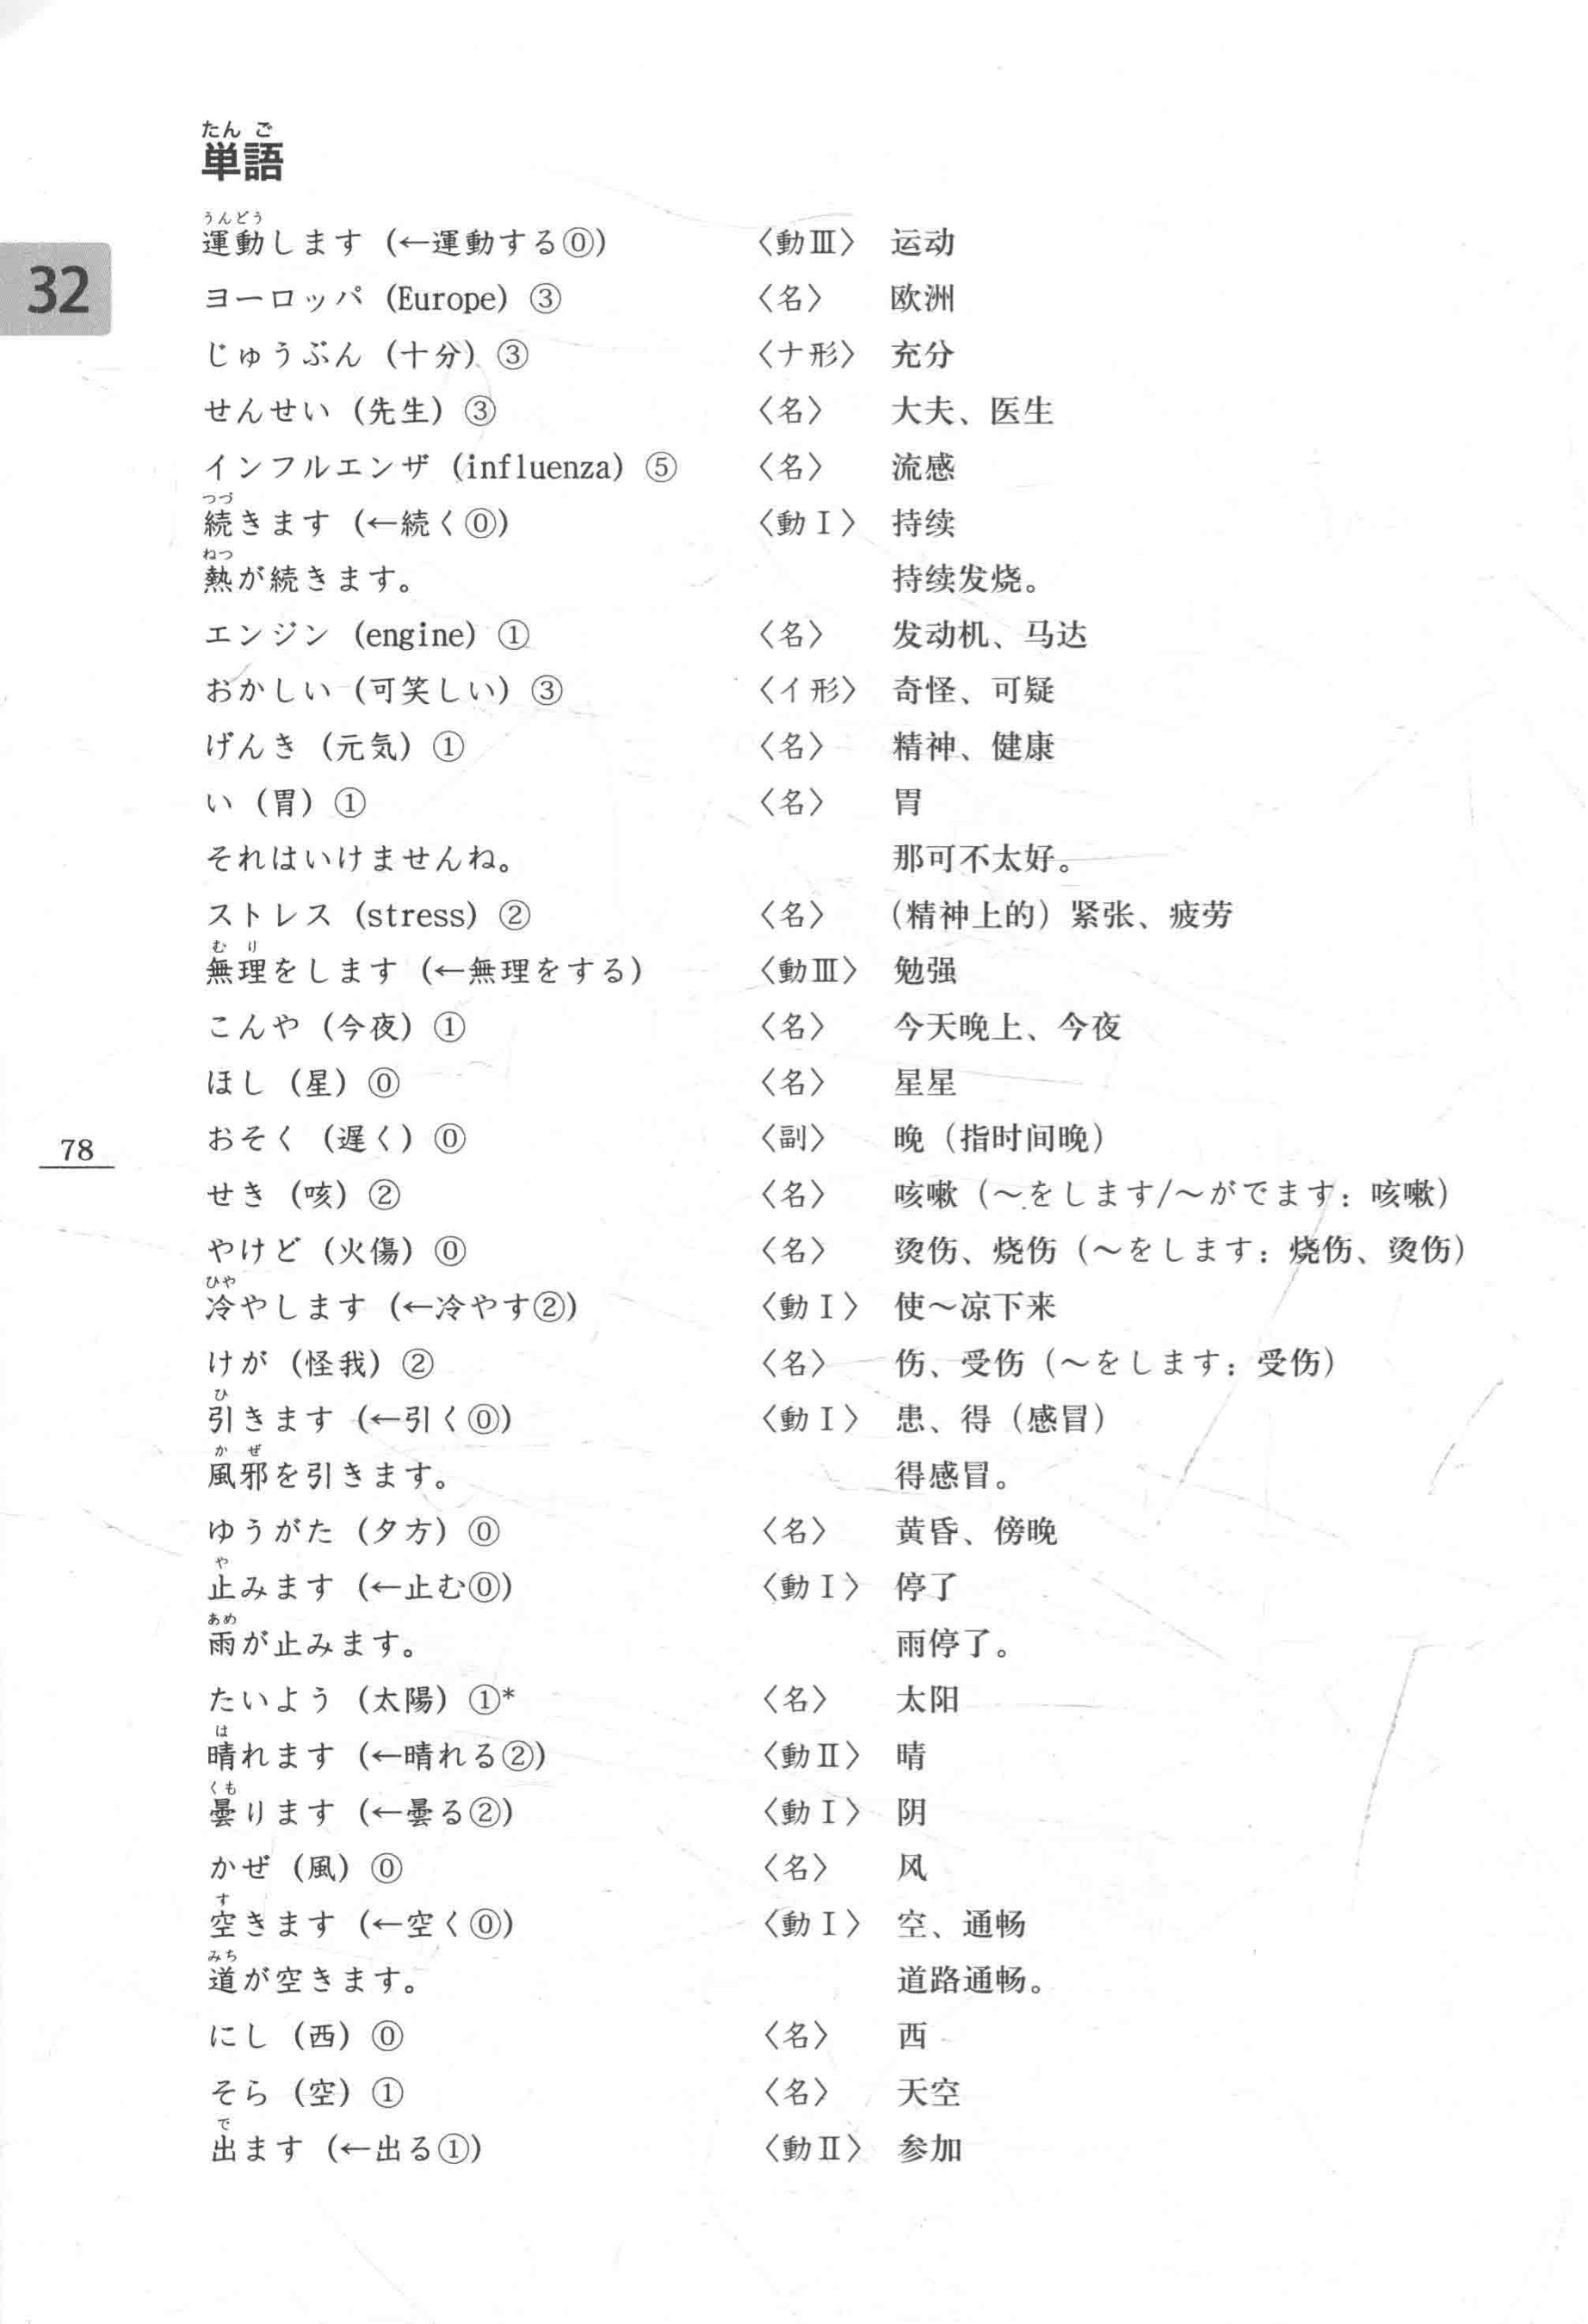 たんご
単語
32
うんどう
運動します (←運動する⓪) 〈動Ⅲ〉 运动
ヨーロッパ (Europe) ③ 〈名〉 欧洲
じゅうぶん (十分) ③ 〈ナ形〉 充分
せんせい (先生) ③ 〈名〉 大夫、医生
インフルエンザ (influenza) ⑤ 〈名〉 流感
つづ
続きます (←続く⓪) 〈動Ⅰ〉 持续
ねつ
熱が続きます。 持续发烧。
エンジン (engine) ① 〈名〉 发动机、马达
おかしい (可笑しい) ③ 〈イ形〉 奇怪、可疑
げんき (元気) ① 〈名〉 精神、健康
い (胃) ① 〈名〉 胃
それはいけませんね。 那可不太好。
ストレス (stress) ② 〈名〉 (精神上的) 紧张、疲劳
むり
無理をします (←無理をする) 〈動Ⅲ〉 勉强
こんや (今夜) ① 〈名〉 今天晚上、今夜
ほし (星) ⓪ 〈名〉 星星
おそく (遅く) ⓪ 〈副〉 晚 (指时间晚)
78
せき (咳) ② 〈名〉 咳嗽 (～をします/～がでます: 咳嗽)
やけど (火傷) ⓪ 〈名〉 烫伤、烧伤 (～をします: 烧伤、烫伤)
ひや
冷やします (←冷やす②) 〈動Ⅰ〉 使～凉下来
けが (怪我) ② 〈名〉 伤、受伤 (～をします: 受伤)
ひ
引きます (←引く⓪) 〈動Ⅰ〉 患、得 (感冒)
かぜ
風邪を引きます。 得感冒。
ゆうがた (夕方) ⓪ 〈名〉 黄昏、傍晚
や
止みます (←止む⓪) 〈動Ⅰ〉 停了
あめ
雨が止みます。 雨停了。
たいよう (太陽) ①* 〈名〉 太阳
は
晴れます (←晴れる②) 〈動Ⅱ〉 晴
くも
曇ります (←曇る②) 〈動Ⅰ〉 阴
かぜ (風) ⓪ 〈名〉 风
す
空きます (←空く⓪) 〈動Ⅰ〉 空、通畅
みち
道が空きます。 道路通畅。
にし (西) ⓪ 〈名〉 西
そら (空) ① 〈名〉 天空
で
出ます (←出る①) 〈動Ⅱ〉 参加